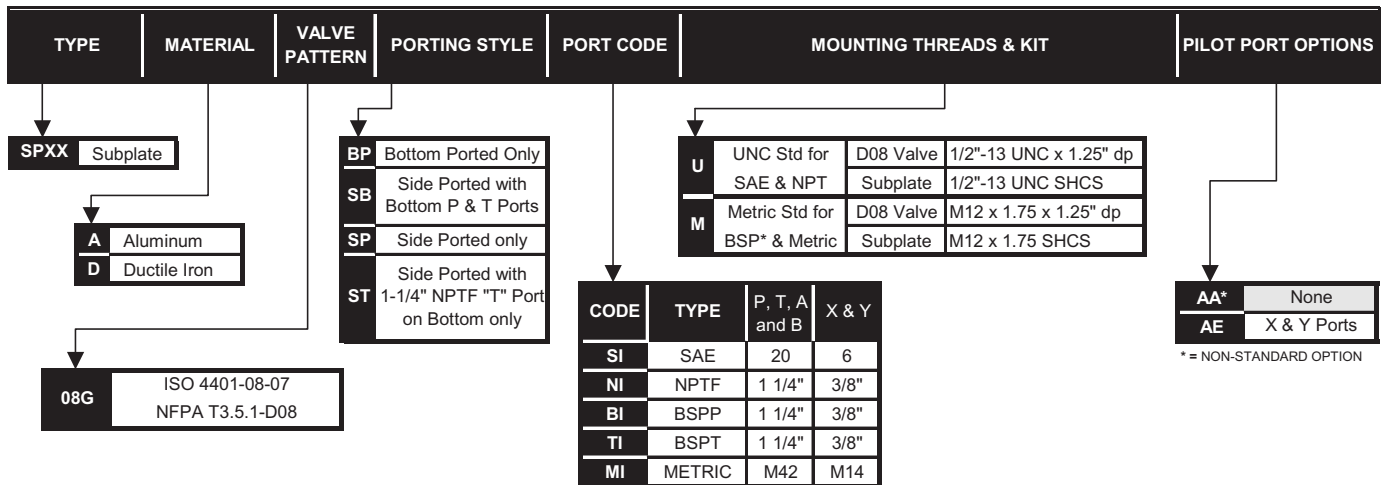 TYPE
MATERIAL
VALVE
PATTERN
PORTING STYLE
PORT CODE
MOUNTING THREADS & KIT
PILOT PORT OPTIONS
SPXX Subplate
A Aluminum
D Ductile Iron
08G
ISO 4401-08-07
NFPA T3.5.1-D08
BP Bottom Ported Only
SB
Side Ported with
Bottom P & T Ports
SP Side Ported only
ST
Side Ported with
1-1/4" NPTF "T" Port
on Bottom only
CODE TYPE P, T, A and B X & Y
SI SAE 20 6
NI NPTF 1 1/4" 3/8"
BI BSPP 1 1/4" 3/8"
TI BSPT 1 1/4" 3/8"
MI METRIC M42 M14
U
UNC Std for D08 Valve 1/2"-13 UNC x 1.25" dp
SAE & NPT Subplate 1/2"-13 UNC SHCS
M
Metric Std for D08 Valve M12 x 1.75 x 1.25" dp
BSP* & Metric Subplate M12 x 1.75 SHCS
AA* None
AE X & Y Ports
* = NON-STANDARD OPTION